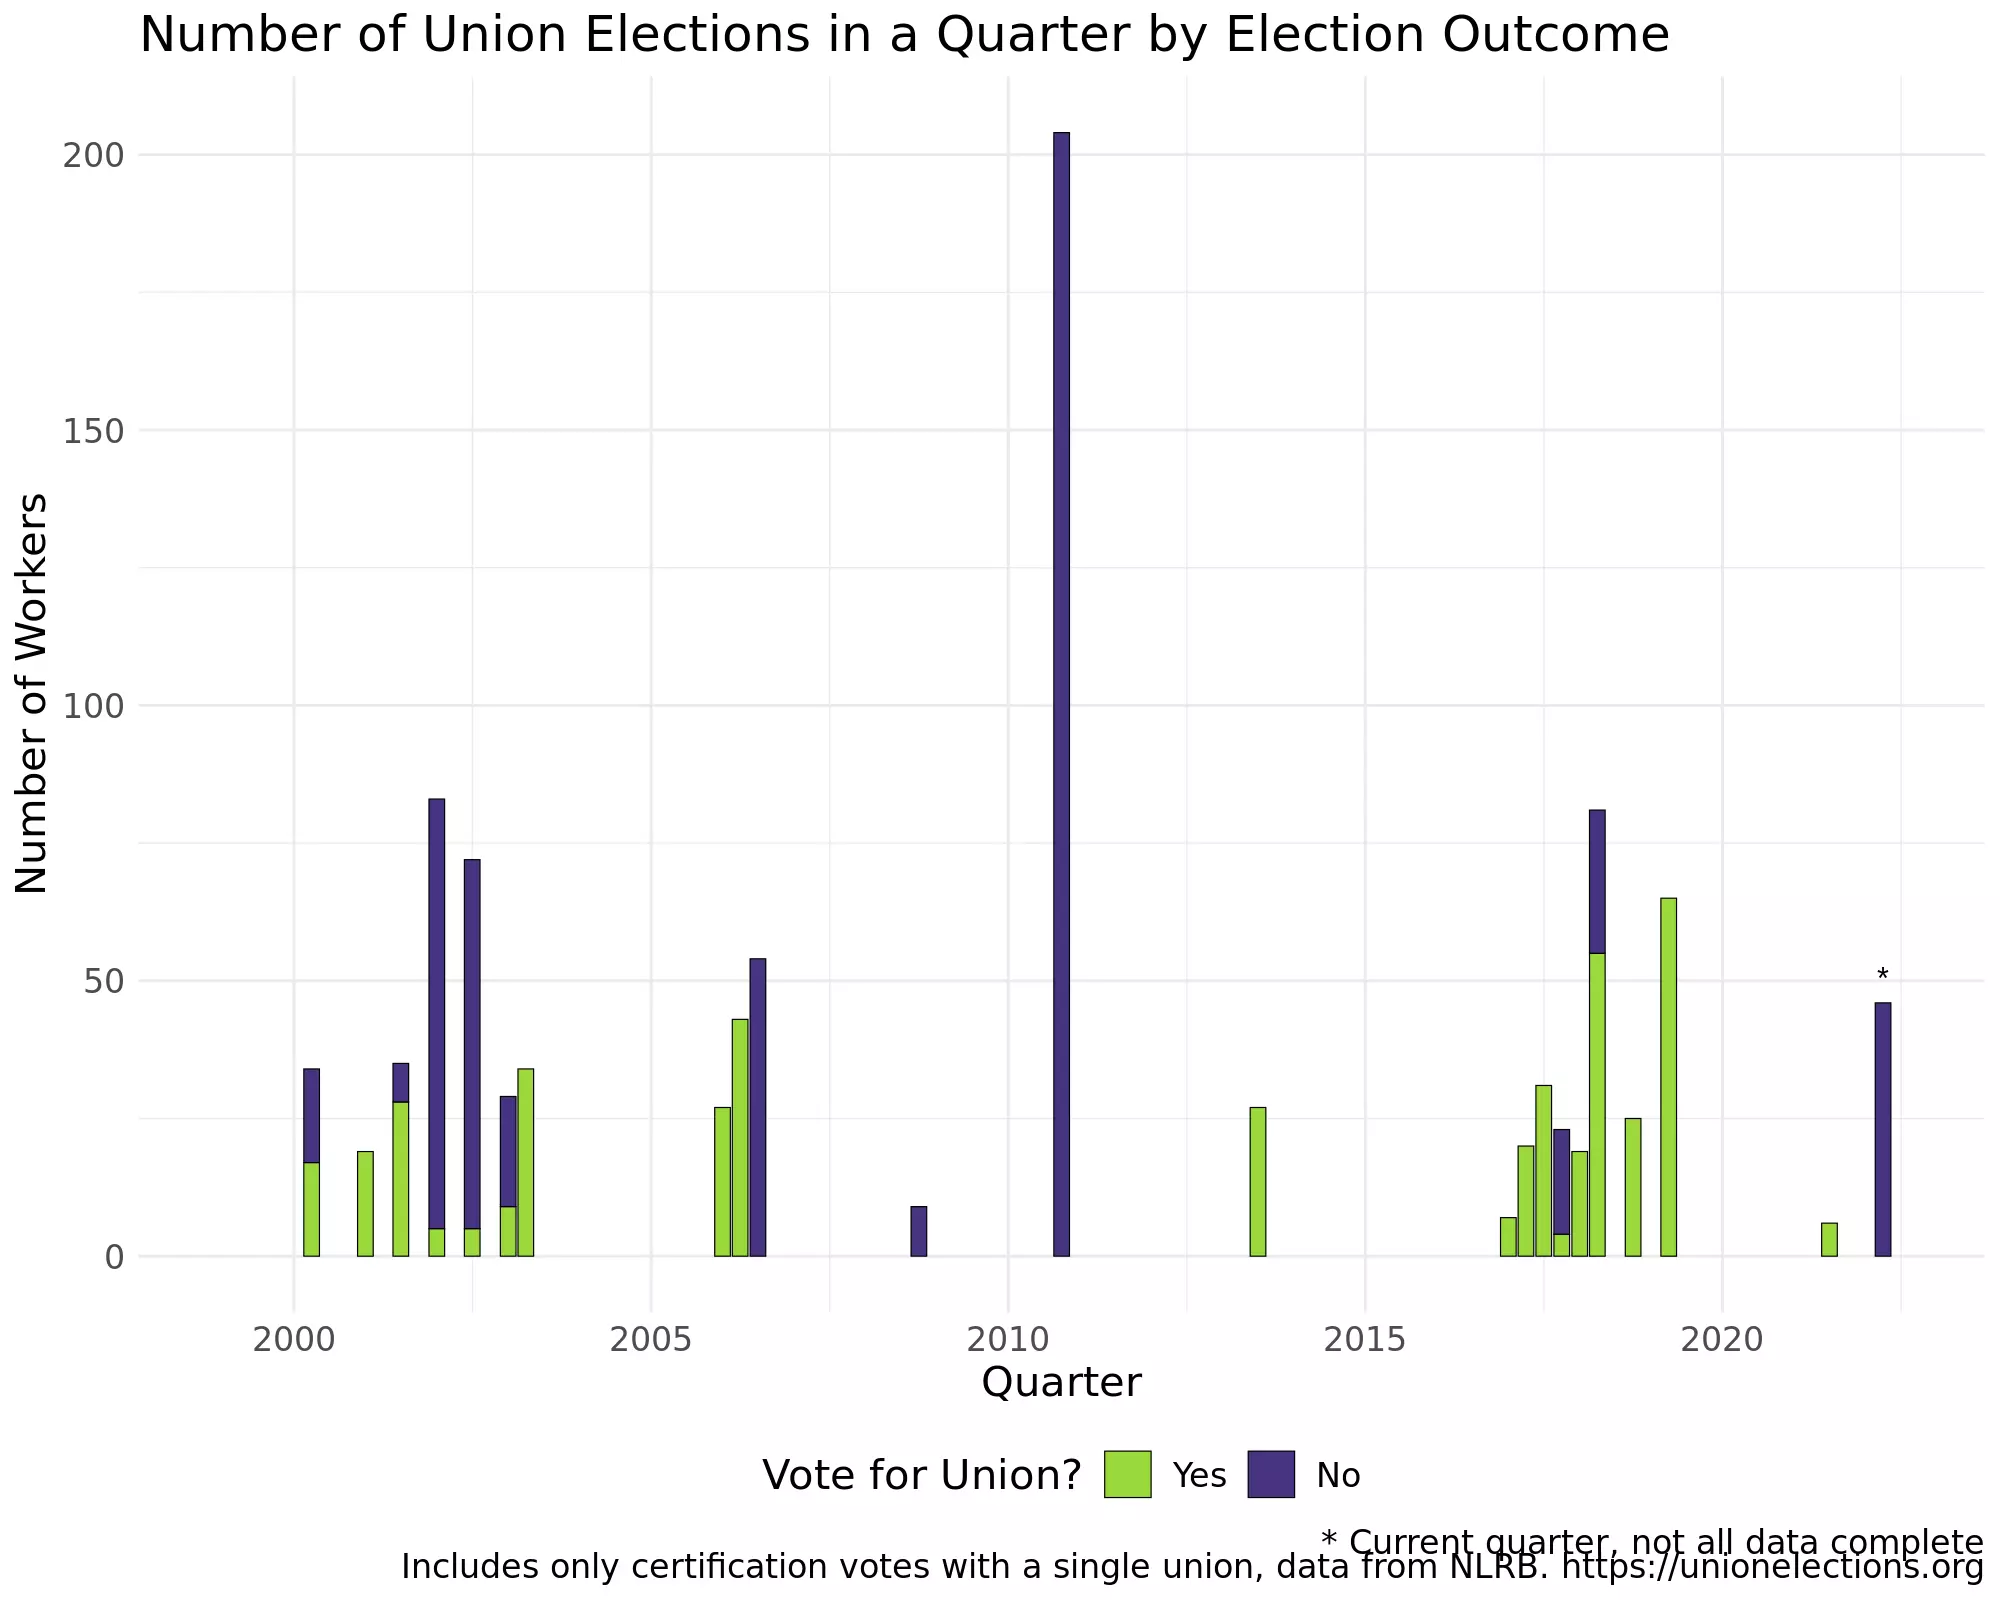 Number of Union Elections in a Quarter by Election Outcome
Number of Workers
200
150
100
50
0
*
2000 2005 2010 2015 2020
Quarter
Vote for Union? Yes No
* Current quarter, not all data complete
Includes only certification votes with a single union, data from NLRB. https://unionelections.org